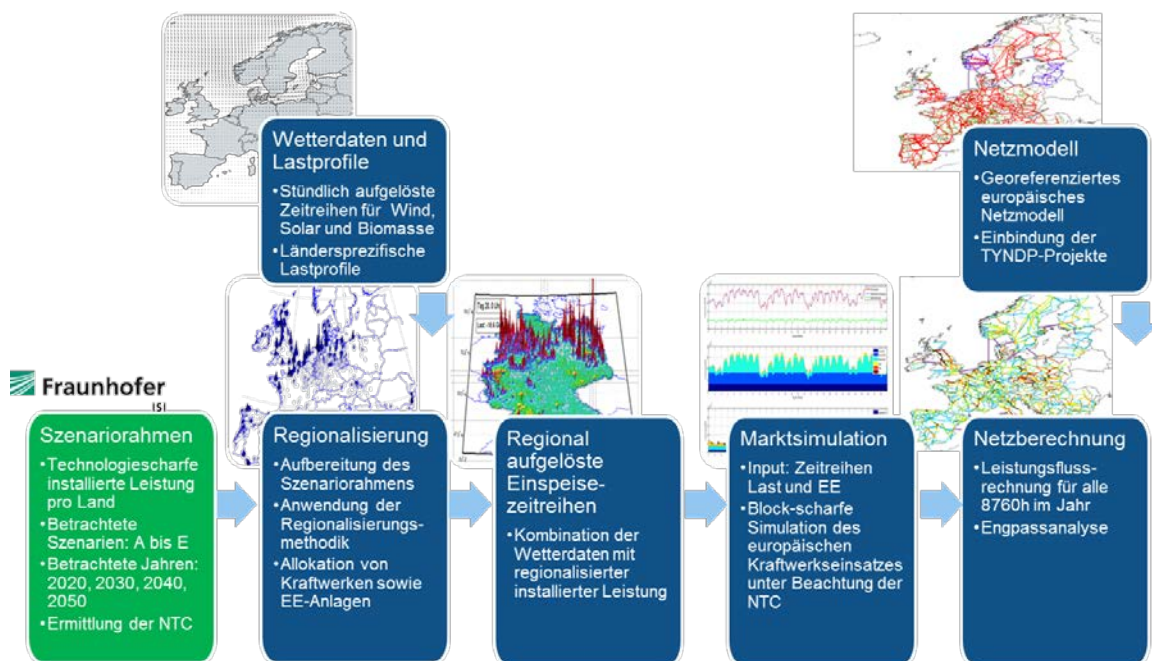 Wetterdaten und
Lastprofile
•Stündlich aufgelöste
Zeitreihen für Wind,
Solar und Biomasse
•Ländersprezifische
Lastprofile
Netzmodell
•Georeferenziertes
europäisches
Netzmodell
•Einbindung der
TYNDP-Projekte
Fraunhofer
ISI
Szenariorahmen
•Technologiescharfe
installierte Leistung
pro Land
•Betrachtete
Szenarien: A bis E
•Betrachtete Jahren:
2020, 2030, 2040,
2050
•Ermittlung der NTC
Regionalisierung
•Aufbereitung des
Szenariorahmens
•Anwendung der
Regionalisierungs-
methodik
•Allokation von
Kraftwerken sowie
EE-Anlagen
Regional
aufgelöste
Einspeise-
zeitreihen
•Kombination der
Wetterdaten mit
regionalisierter
installierter Leistung
Marktsimulation
•Input: Zeitreihen
Last und EE
•Block-scharfe
Simulation des
europäischen
Kraftwerkseinsatzes
unter Beachtung der
NTC
Netzberechnung
•Leistungsfluss-
rechnung für alle
8760h im Jahr
•Engpassanalyse